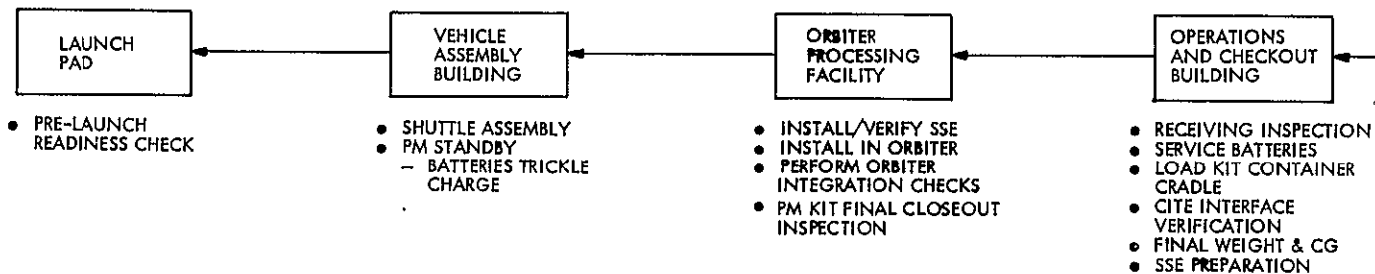 LAUNCH
PAD
● PRE-LAUNCH
READINESS CHECK
VEHICLE
ASSEMBLY
BUILDING
● SHUTTLE ASSEMBLY
● PM STANDBY
– BATTERIES TRICKLE
CHARGE
ORBITER
PROCESSING
FACILITY
● INSTALL/VERIFY SSE
● INSTALL IN ORBITER
● PERFORM ORBITER
INTEGRATION CHECKS
● PM KIT FINAL CLOSEOUT
INSPECTION
OPERATIONS
AND CHECKOUT
BUILDING
● RECEIVING INSPECTION
● SERVICE BATTERIES
● LOAD KIT CONTAINER
CRADLE
● CITE INTERFACE
VERIFICATION
● FINAL WEIGHT & CG
● SSE PREPARATION